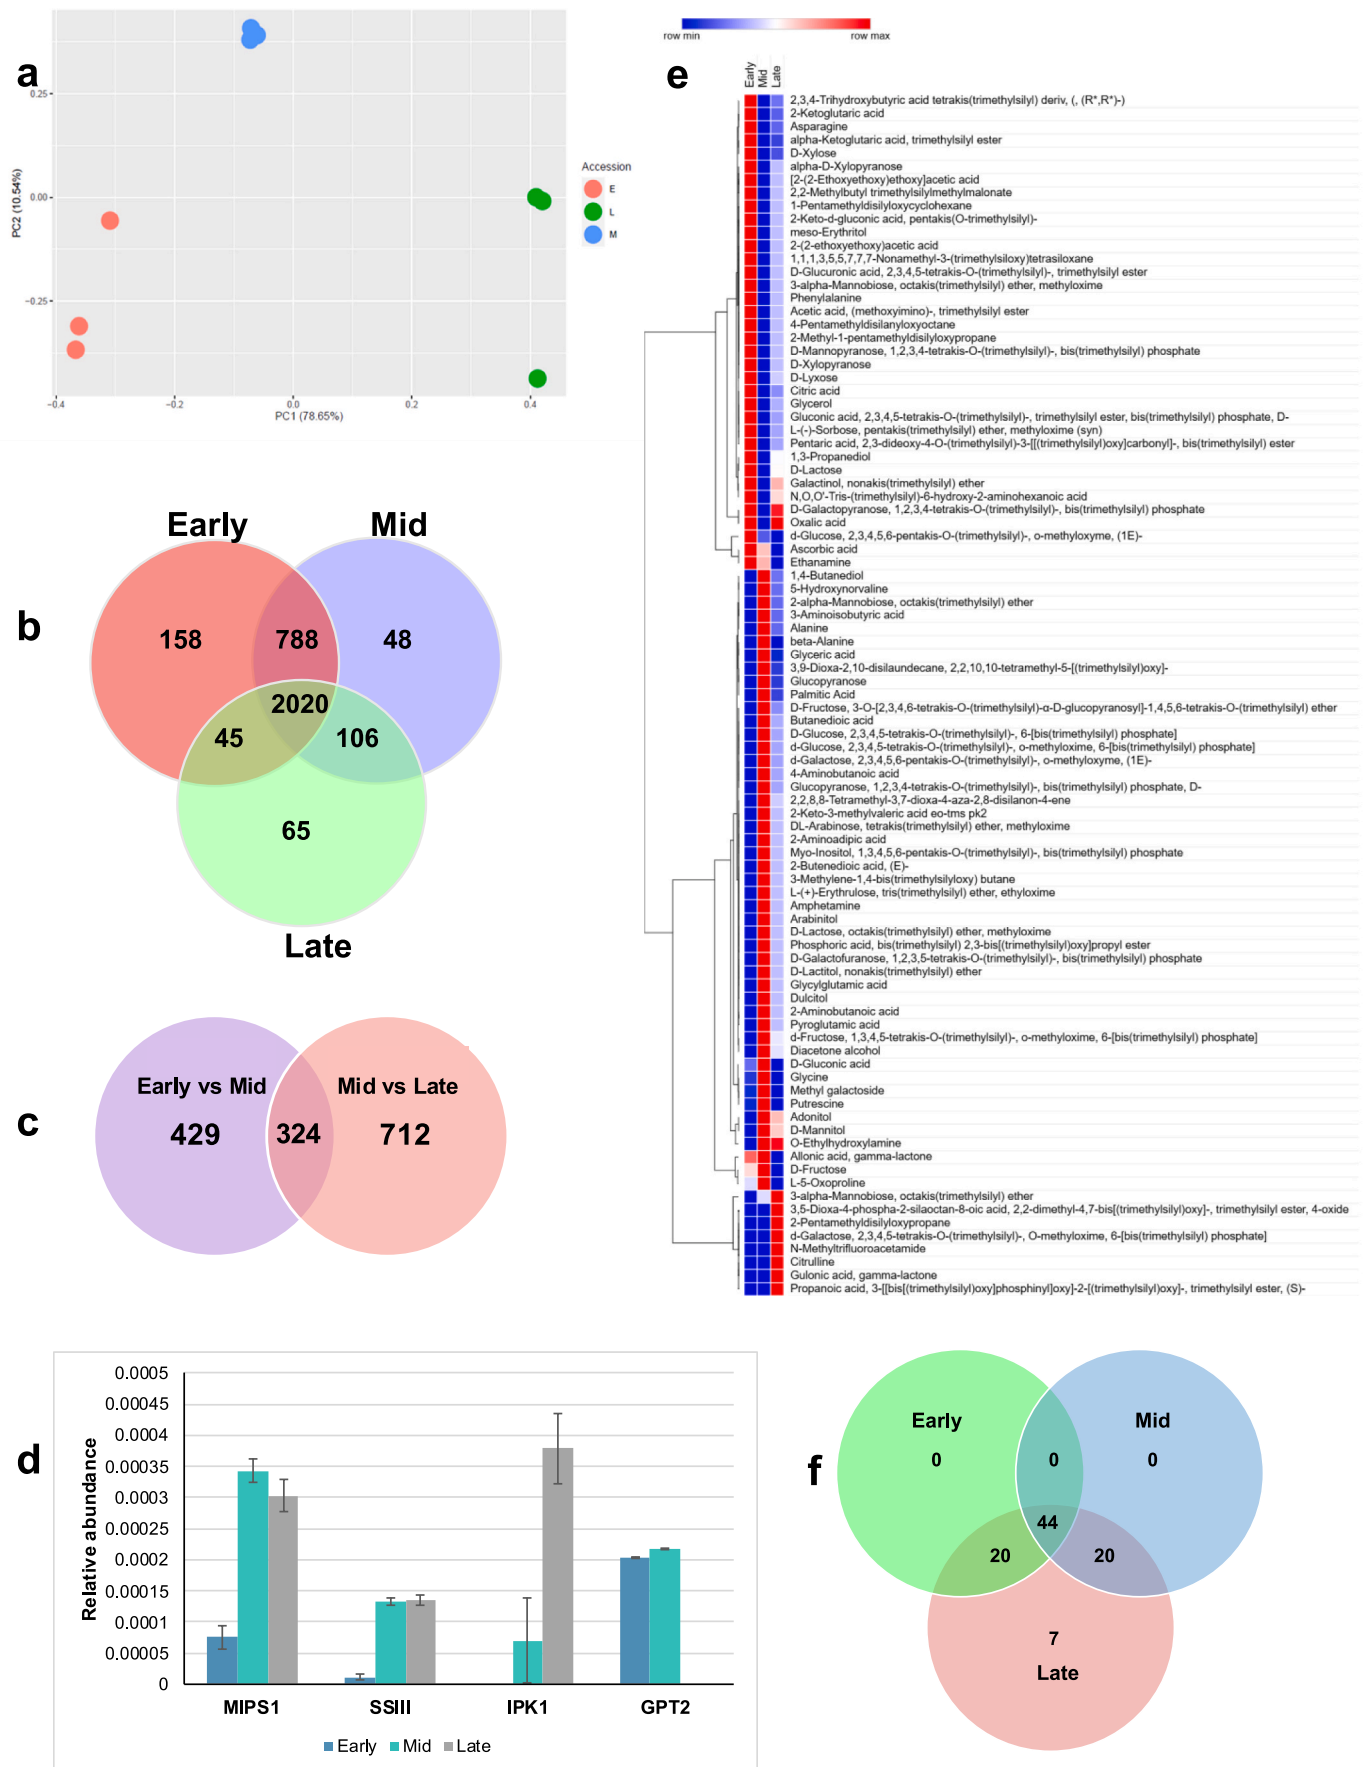 a
0.25
0.00
−0.25
PC2 (10.54%)
−0.4
−0.2
0.0
0.2
0.4
PC1 (78.65%)
Accession
E
L
M
b
Early
Mid
158
788
48
2020
45
106
65
Late
c
Early vs Mid
Mid vs Late
429
324
712
d
Relative abundance
0.0005
0.00045
0.0004
0.00035
0.0003
0.00025
0.0002
0.00015
0.0001
0.00005
0
MIPS1
SSIII
IPK1
GPT2
Early
Mid
Late
e
row min
row max
Early
Mid
Late
2,3,4-Trihydroxybutyric acid tetrakis(trimethylsilyl) deriv, (, (R*,R*)-)
2-Ketoglutaric acid
Asparagine
alpha-Ketoglutaric acid, trimethylsilyl ester
D-Xylose
alpha-D-Xylopyranose
[2-(2-Ethoxyethoxy)ethoxy]acetic acid
2,2-Methylbutyl trimethylsilylmethylmalonate
1-Pentamethyldisilyloxycyclohexane
2-Keto-d-gluconic acid, pentakis(O-trimethylsilyl)-
meso-Erythritol
2-(2-ethoxyethoxy)acetic acid
1,1,1,3,5,5,7,7,7-Nonamethyl-3-(trimethylsiloxy)tetrasiloxane
D-Glucuronic acid, 2,3,4,5-tetrakis-O-(trimethylsilyl)-, trimethylsilyl ester
3-alpha-Mannobiose, octakis(trimethylsilyl) ether, methyloxime
Phenylalanine
Acetic acid, (methoxyimino)-, trimethylsilyl ester
4-Pentamethyldisilanyloxyoctane
2-Methyl-1-pentamethyldisilyloxypropane
D-Mannopyranose, 1,2,3,4-tetrakis-O-(trimethylsilyl)-, bis(trimethylsilyl) phosphate
D-Xylopyranose
D-Lyxose
Citric acid
Glycerol
Gluconic acid, 2,3,4,5-tetrakis-O-(trimethylsilyl)-, trimethylsilyl ester, bis(trimethylsilyl) phosphate, D-
L-(-)-Sorbose, pentakis(trimethylsilyl) ether, methyloxime (syn)
Pentaric acid, 2,3-dideoxy-4-O-(trimethylsilyl)-3-[[(trimethylsilyl)oxy]carbonyl]-, bis(trimethylsilyl) ester
1,3-Propanediol
D-Lactose
Galactinol, nonakis(trimethylsilyl) ether
N,O,O'-Tris-(trimethylsilyl)-6-hydroxy-2-aminohexanoic acid
D-Galactopyranose, 1,2,3,4-tetrakis-O-(trimethylsilyl)-, bis(trimethylsilyl) phosphate
Oxalic acid
d-Glucose, 2,3,4,5,6-pentakis-O-(trimethylsilyl)-, o-methyloxyme, (1E)-
Ascorbic acid
Ethanamine
1,4-Butanediol
5-Hydroxynorvaline
2-alpha-Mannobiose, octakis(trimethylsilyl) ether
3-Aminoisobutyric acid
Alanine
beta-Alanine
Glyceric acid
3,9-Dioxa-2,10-disilaundecane, 2,2,10,10-tetramethyl-5-[(trimethylsilyl)oxy]-
Glucopyranose
Palmitic Acid
D-Fructose, 3-O-[2,3,4,6-tetrakis-O-(trimethylsilyl)-α-D-glucopyranosyl]-1,4,5,6-tetrakis-O-(trimethylsilyl) ether
Butanedioic acid
D-Glucose, 2,3,4,5-tetrakis-O-(trimethylsilyl)-, 6-[bis(trimethylsilyl) phosphate]
d-Glucose, 2,3,4,5-tetrakis-O-(trimethylsilyl)-, o-methyloxime, 6-[bis(trimethylsilyl) phosphate]
d-Galactose, 2,3,4,5,6-pentakis-O-(trimethylsilyl)-, o-methyloxyme, (1E)-
4-Aminobutanoic acid
Glucopyranose, 1,2,3,4-tetrakis-O-(trimethylsilyl)-, bis(trimethylsilyl) phosphate, D-
2,2,8,8-Tetramethyl-3,7-dioxa-4-aza-2,8-disilanon-4-ene
2-Keto-3-methylvaleric acid eo-tms pk2
DL-Arabinose, tetrakis(trimethylsilyl) ether, methyloxime
2-Aminoadipic acid
Myo-Inositol, 1,3,4,5,6-pentakis-O-(trimethylsilyl)-, bis(trimethylsilyl) phosphate
2-Butenedioic acid, (E)-
3-Methylene-1,4-bis(trimethylsilyloxy) butane
L-(+)-Erythrulose, tris(trimethylsilyl) ether, ethyloxime
Amphetamine
Arabinitol
D-Lactose, octakis(trimethylsilyl) ether, methyloxime
Phosphoric acid, bis(trimethylsilyl) 2,3-bis[(trimethylsilyl)oxy]propyl ester
D-Galactofuranose, 1,2,3,5-tetrakis-O-(trimethylsilyl)-, bis(trimethylsilyl) phosphate
D-Lactitol, nonakis(trimethylsilyl) ether
Glycylglutamic acid
Dulcitol
2-Aminobutanoic acid
Pyroglutamic acid
d-Fructose, 1,3,4,5-tetrakis-O-(trimethylsilyl)-, o-methyloxime, 6-[bis(trimethylsilyl) phosphate]
Diacetone alcohol
D-Gluconic acid
Glycine
Methyl galactoside
Putrescine
Adonitol
D-Mannitol
O-Ethylhydroxylamine
Allonic acid, gamma-lactone
D-Fructose
L-5-Oxoproline
3-alpha-Mannobiose, octakis(trimethylsilyl) ether
3,5-Dioxa-4-phospha-2-silaoctan-8-oic acid, 2,2-dimethyl-4,7-bis[(trimethylsilyl)oxy]-, trimethylsilyl ester, 4-oxide
2-Pentamethyldisilyloxypropane
d-Galactose, 2,3,4,5-tetrakis-O-(trimethylsilyl)-, O-methyloxime, 6-[bis(trimethylsilyl) phosphate]
N-Methyltrifluoroacetamide
Citrulline
Gulonic acid, gamma-lactone
Propanoic acid, 3-[[bis[(trimethylsilyl)oxy]phosphinyl]oxy]-2-[(trimethylsilyl)oxy]-, trimethylsilyl ester, (S)-
f
Early
Mid
0
0
0
44
20
20
7
Late